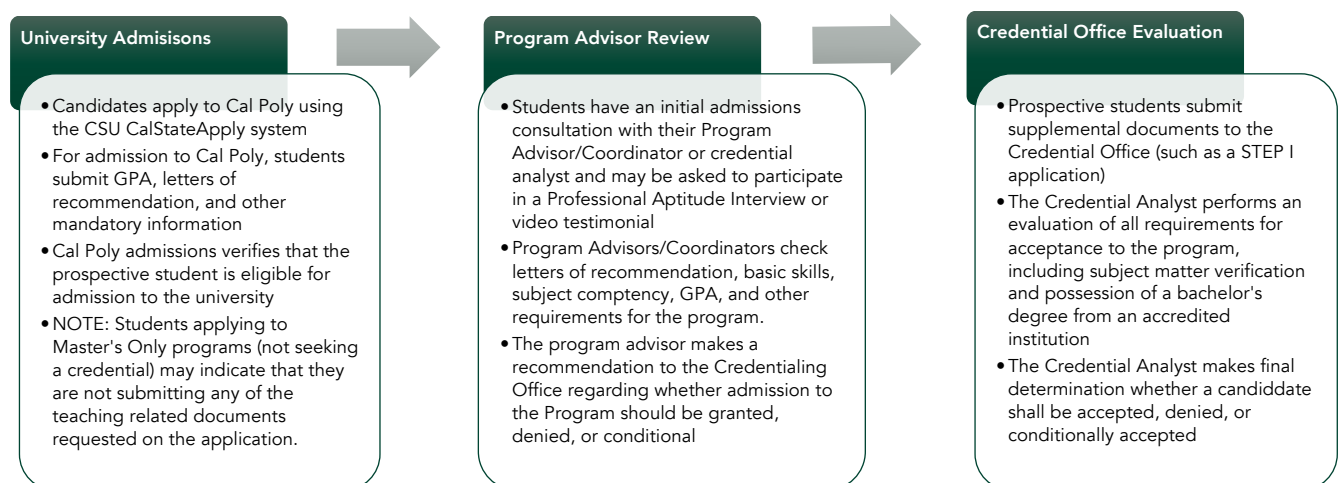 University Admisisons
• Candidates apply to Cal Poly using
the CSU CalStateApply system
• For admission to Cal Poly, students
submit GPA, letters of
recommendation, and other
mandatory information
• Cal Poly admissions verifies that the
prospective student is eligible for
admission to the university
• NOTE: Students applying to
Master's Only programs (not seeking
a credential) may indicate that they
are not submitting any of the
teaching related documents
requested on the application.
Program Advisor Review
• Students have an initial admissions
consultation with their Program
Advisor/Coordinator or credential
analyst and may be asked to participate
in a Professional Aptitude Interview or
video testimonial
• Program Advisors/Coordinators check
letters of recommendation, basic skills,
subject comptency, GPA, and other
requirements for the program.
• The program advisor makes a
recommendation to the Credentialing
Office regarding whether admission to
the Program should be granted,
denied, or conditional
Credential Office Evaluation
• Prospective students submit
supplemental documents to the
Credential Office (such as a STEP I
application)
• The Credential Analyst performs an
evaluation of all requirements for
acceptance to the program,
including subject matter verification
and possession of a bachelor's
degree from an accredited
institution
• The Credential Analyst makes final
determination whether a candiddate
shall be accepted, denied, or
conditionally accepted